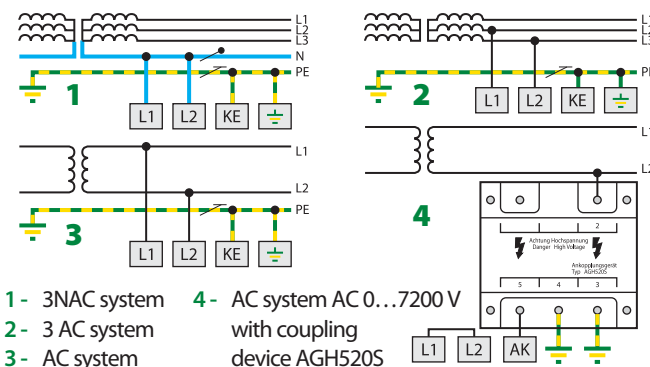 L1
L2
L3
N
PE
1
L1 L2 KE
L1
L2
L3
PE
2
L1 L2 KE
L1
L2
PE
3
L1 L2 KE
L1
L2
4
2
Achtung Hochspannung
Danger High Voltage
Ankopplungsgerät
Typ AGH520S
5 4 3
L1 L2 AK
1 - 3NAC system
2 - 3 AC system
3 - AC system
4 - AC system AC 0…7200 V
with coupling
device AGH520S